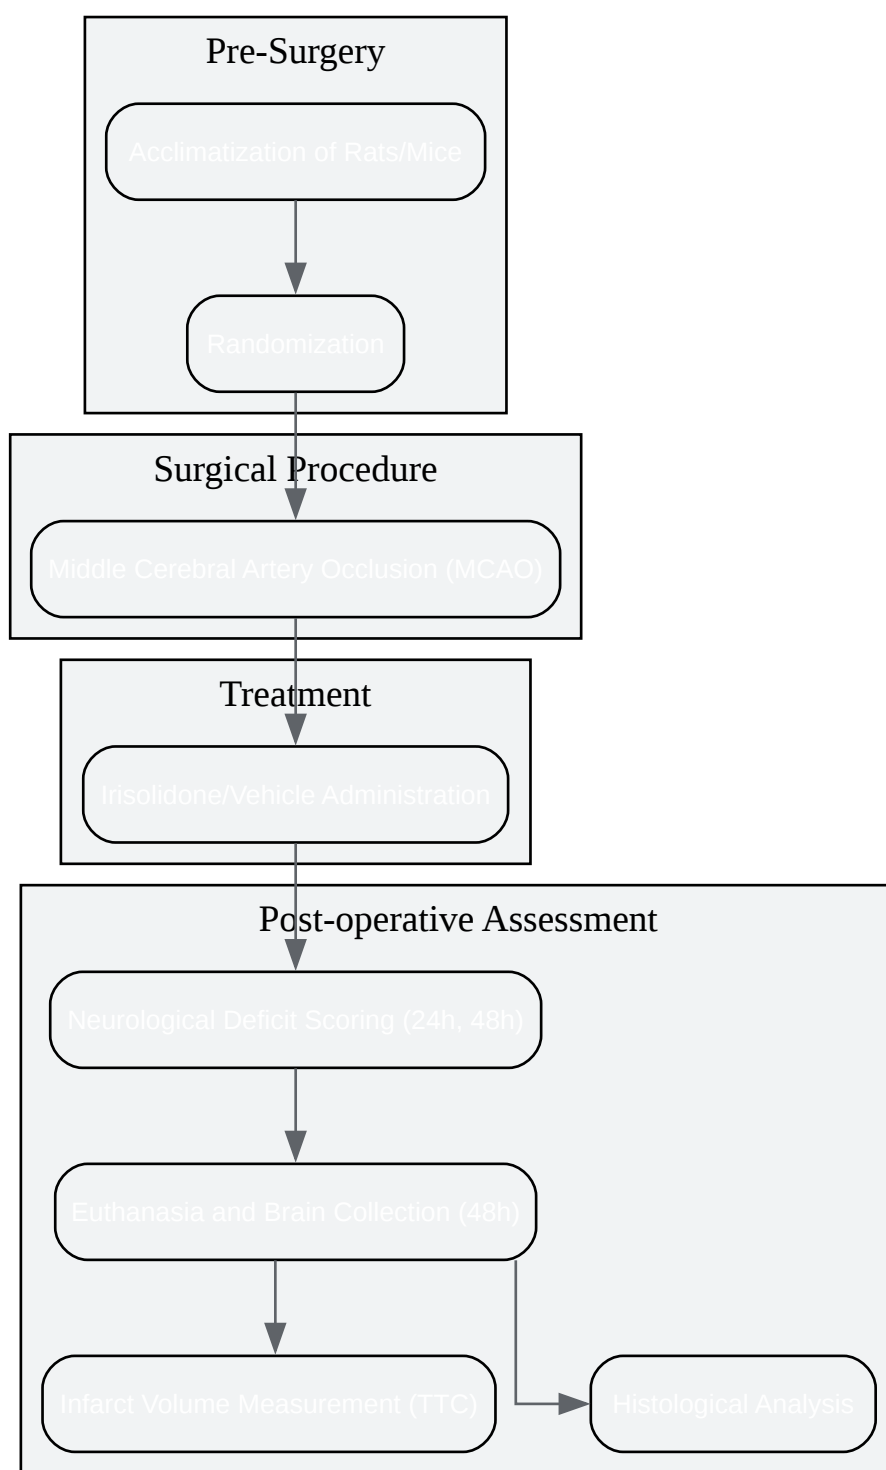 Pre-Surgery
Acclimatization of Rats/Mice
Randomization
Surgical Procedure
Middle Cerebral Artery Occlusion (MCAO)
Treatment
Irisolidone/Vehicle Administration
Post-operative Assessment
Neurological Deficit Scoring (24h, 48h)
Euthanasia and Brain Collection (48h)
Infarct Volume Measurement (TTC)
Histological Analysis